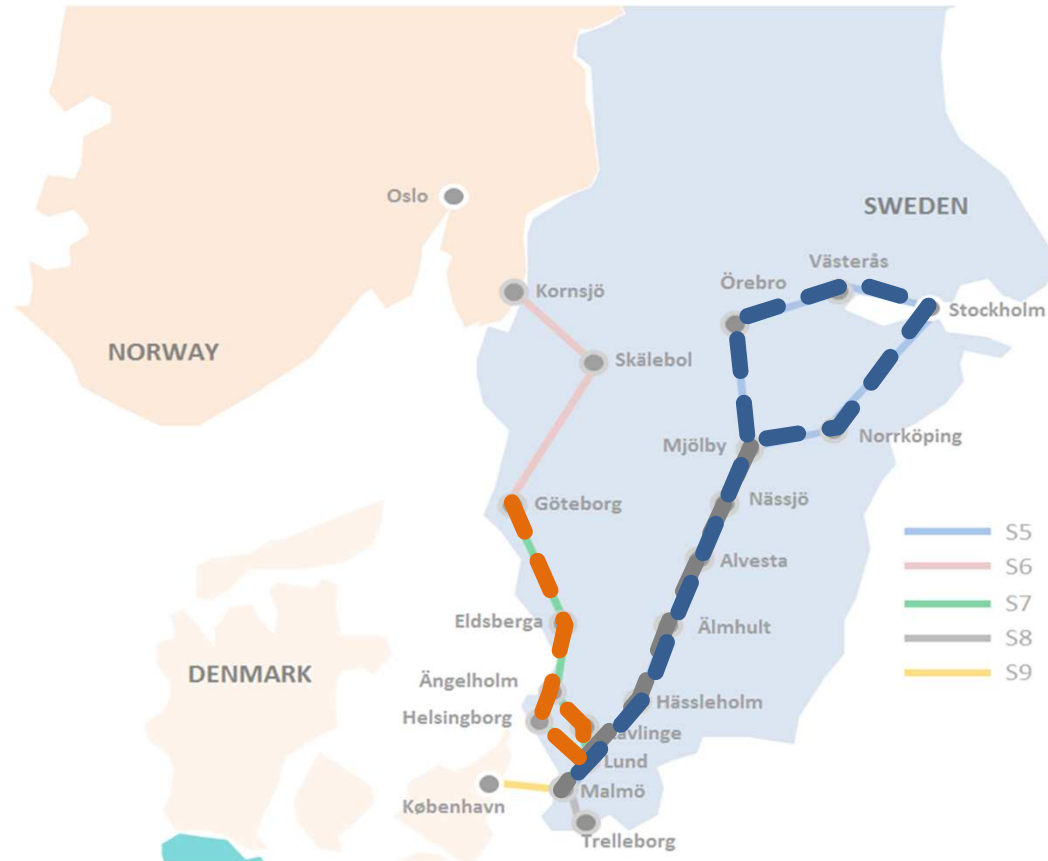 Oslo
SWEDEN
Västerås
Örebro
Kornsjö
Stockholm
NORWAY
Skälebol
Mjölby
Norrköping
Göteborg
Nässjö
S5
Alvesta
S6
S7
Eldsberga
Älmhult
S8
DENMARK
S9
Ängelholm
Hässleholm
Helsingborg
Lund
København
Malmö
Trelleborg